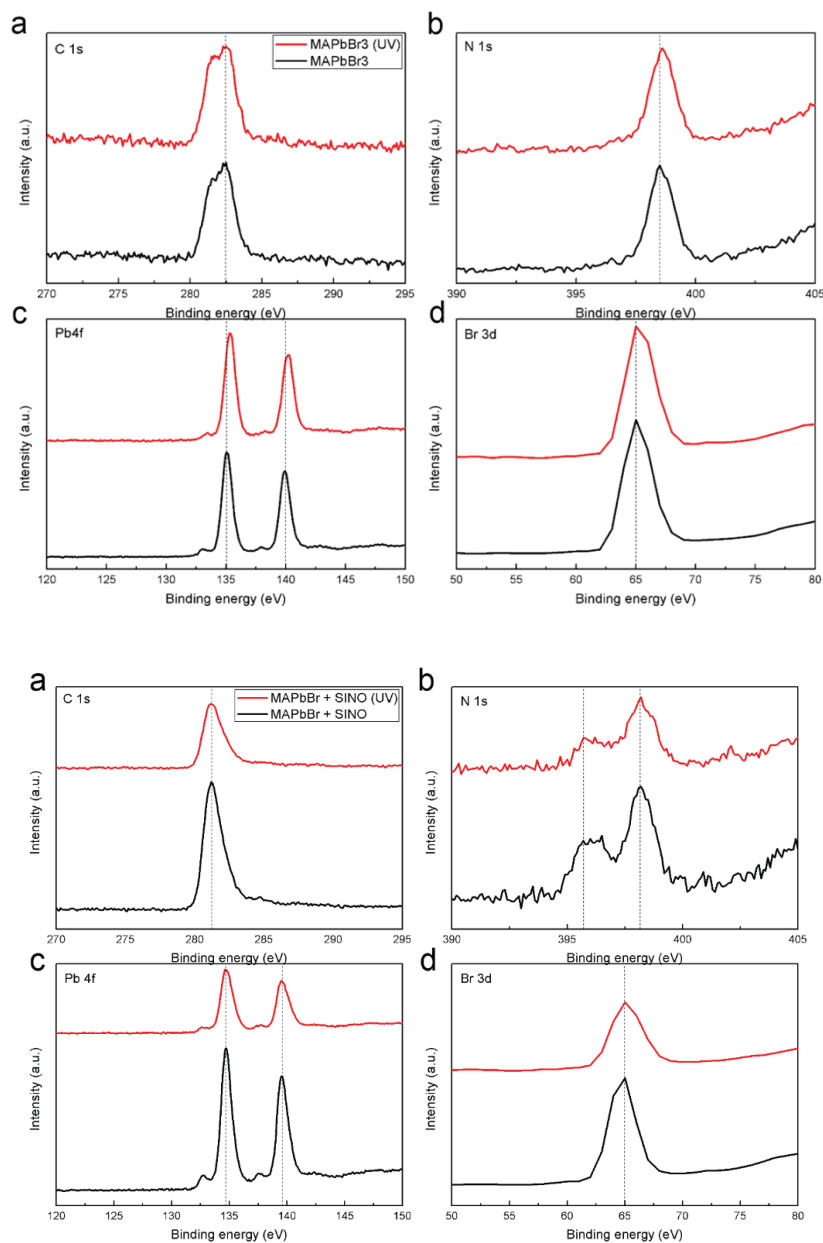 a
C 1s
MAPbBr3 (UV)
MAPbBr3
Intensity (a.u.)
270 275 280 285 290 295
Binding energy (eV)
b
N 1s
Intensity (a.u.)
390 395 400 405
Binding energy (eV)
c
Pb4f
Intensity (a.u.)
120 125 130 135 140 145 150
Binding energy (eV)
d
Br 3d
Intensity (a.u.)
50 55 60 65 70 75 80
Binding energy (eV)
a
C 1s
MAPbBr + SINO (UV)
MAPbBr + SINO
Intensity (a.u.)
270 275 280 285 290 295
Binding energy (eV)
b
N 1s
Intensity (a.u.)
390 395 400 405
Binding energy (eV)
c
Pb 4f
Intensity (a.u.)
120 125 130 135 140 145 150
Binding energy (eV)
d
Br 3d
Intensity (a.u.)
50 55 60 65 70 75 80
Binding energy (eV)